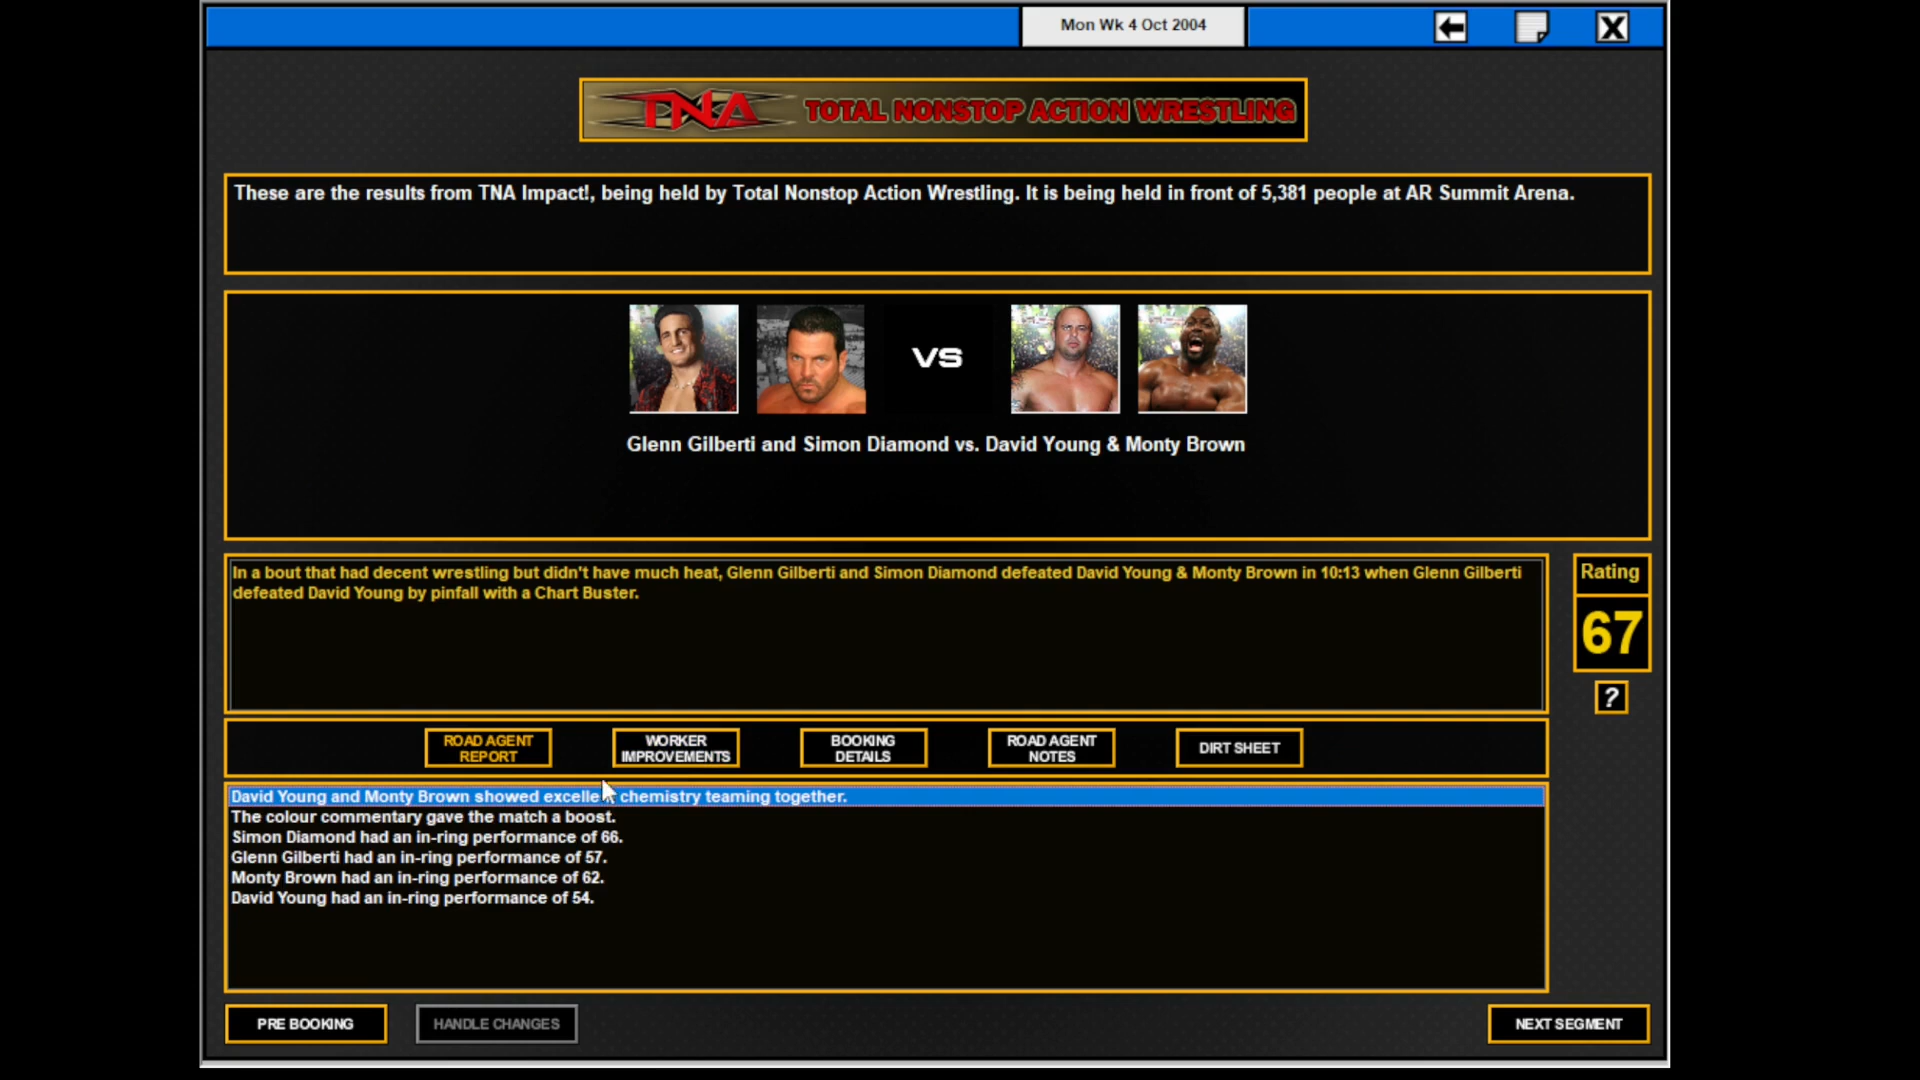 Mon Wk 4 Oct 2004
X
TNA TOTAL NONSTOP ACTION WRESTLING
These are the results from TNA Impact!, being held by Total Nonstop Action Wrestling. It is being held in front of 5,381 people at AR Summit Arena.
VS
Glenn Gilberti and Simon Diamond vs. David Young & Monty Brown
In a bout that had decent wrestling but didn't have much heat, Glenn Gilberti and Simon Diamond defeated David Young & Monty Brown in 10:13 when Glenn Gilberti
defeated David Young by pinfall with a Chart Buster.
Rating
67
?
ROAD AGENT
REPORT
WORKER
IMPROVEMENTS
BOOKING
DETAILS
ROAD AGENT
NOTES
DIRT SHEET
David Young and Monty Brown showed excellent chemistry teaming together.
The colour commentary gave the match a boost.
Simon Diamond had an in-ring performance of 66.
Glenn Gilberti had an in-ring performance of 57.
Monty Brown had an in-ring performance of 62.
David Young had an in-ring performance of 54.
PRE BOOKING
HANDLE CHANGES
NEXT SEGMENT